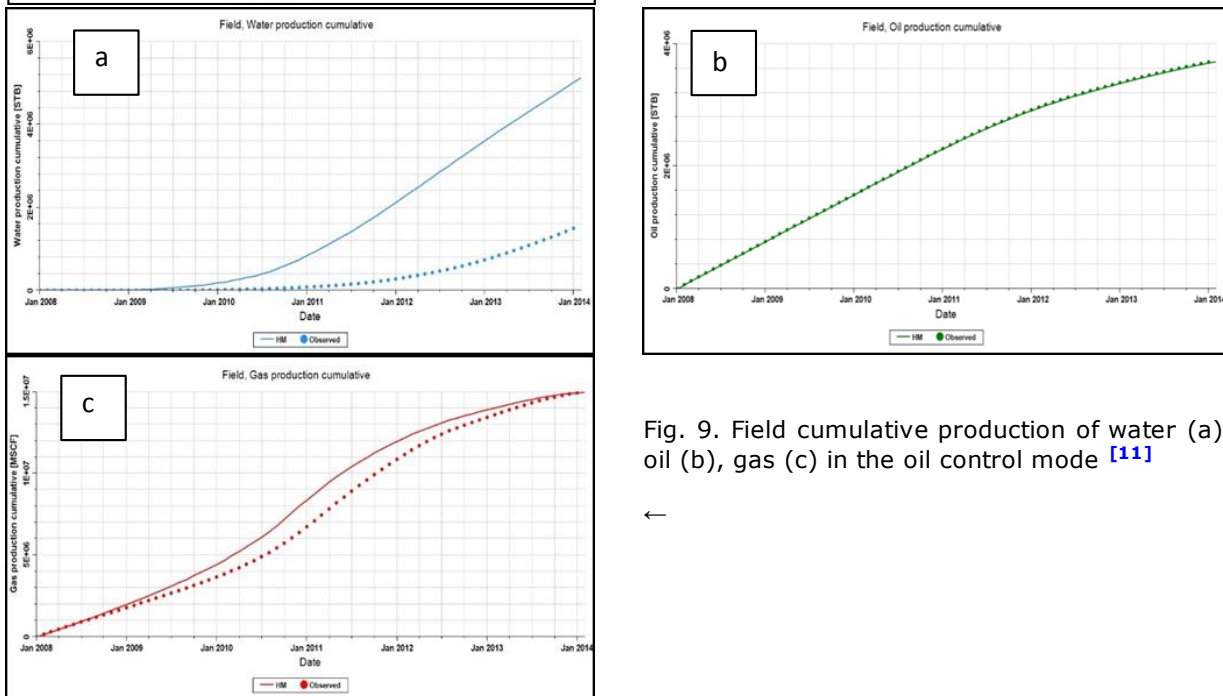 Field, Water production cumulative
a
Water production cumulative [STB]
6E+06
4E+06
2E+06
0
Jan 2008 Jan 2009 Jan 2010 Jan 2011 Jan 2012 Jan 2013 Jan 2014
Date
HM Observed
Field, Oil production cumulative
b
Oil production cumulative [STB]
4E+06
2E+06
0
Jan 2008 Jan 2009 Jan 2010 Jan 2011 Jan 2012 Jan 2013 Jan 2014
Date
HM Observed
Field, Gas production cumulative
c
Gas production cumulative [MSCF]
1.5E+07
1E+07
5E+06
0
Jan 2008 Jan 2009 Jan 2010 Jan 2011 Jan 2012 Jan 2013 Jan 2014
Date
HM Observed
Fig. 9. Field cumulative production of water (a)
oil (b), gas (c) in the oil control mode [11]
←